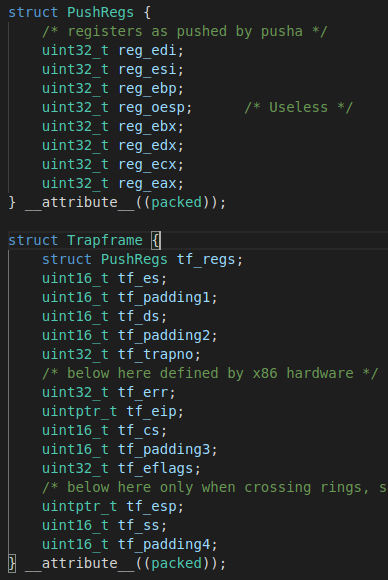 struct PushRegs {
    /* registers as pushed by pusha */
    uint32_t reg_edi;
    uint32_t reg_esi;
    uint32_t reg_ebp;
    uint32_t reg_oesp;      /* Useless */
    uint32_t reg_ebx;
    uint32_t reg_edx;
    uint32_t reg_ecx;
    uint32_t reg_eax;
} __attribute__((packed));

struct Trapframe {
    struct PushRegs tf_regs;
    uint16_t tf_es;
    uint16_t tf_padding1;
    uint16_t tf_ds;
    uint16_t tf_padding2;
    uint32_t tf_trapno;
    /* below here defined by x86 hardware */
    uint32_t tf_err;
    uintptr_t tf_eip;
    uint16_t tf_cs;
    uint16_t tf_padding3;
    uint32_t tf_eflags;
    /* below here only when crossing rings, s
    uintptr_t tf_esp;
    uint16_t tf_ss;
    uint16_t tf_padding4;
} __attribute__((packed));